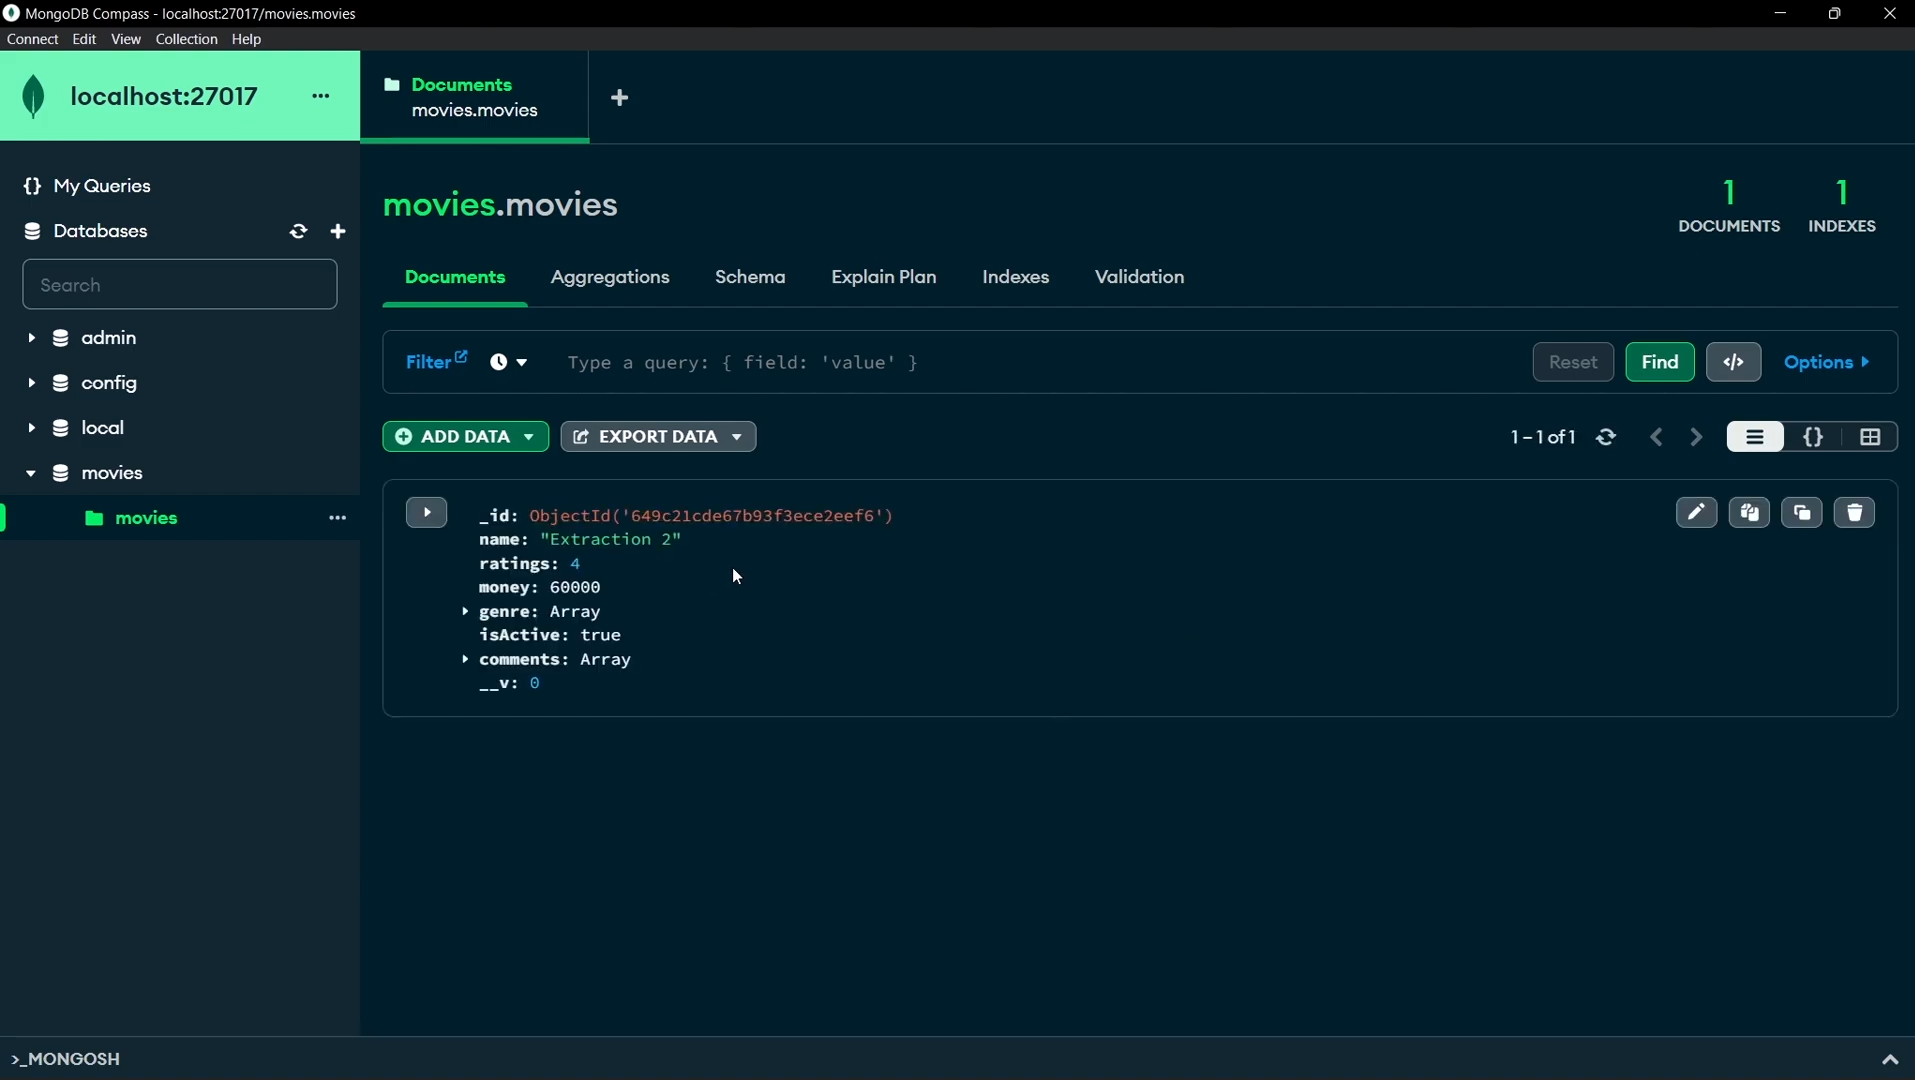 MongoDB Compass - localhost:27017/movies.movies
Connect Edit View Collection Help
localhost:27017 ...
Documents
movies.movies
{} My Queries
Databases
Search
admin
config
local
movies
movies ...
movies.movies
1 DOCUMENTS
1 INDEXES
Documents Aggregations Schema Explain Plan Indexes Validation
Filter Type a query: { field: 'value' } Reset Find </> Options
ADD DATA EXPORT DATA 1 – 1 of 1 {}
_id: ObjectId('649c21cde67b93f3ece2eef6')
name: "Extraction 2"
ratings: 4
money: 60000
genre: Array
isActive: true
comments: Array
__v: 0
>_MONGOSH